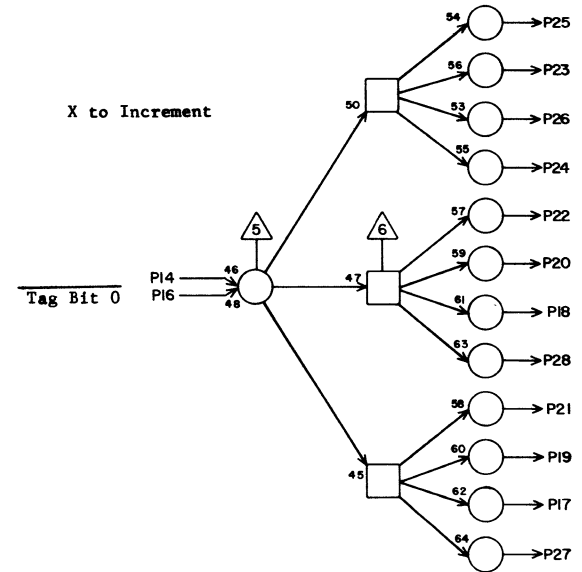 54 P25
56 P23
50 53 P26
X to Increment
55 P24
5 6 57 P22
P14 46 47 59 P20
Tag Bit 0 P16 48 61 P18
63 P28
58 P21
60 P19
45 62 P17
64 P27